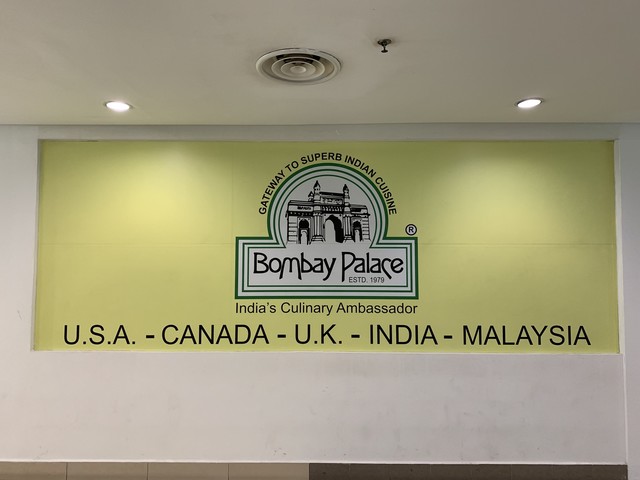 GATEWAY TO SUPERB INDIAN CUISINE
®
Bombay Palace
ESTD. 1979
India's Culinary Ambassador
U.S.A. - CANADA - U.K. - INDIA - MALAYSIA